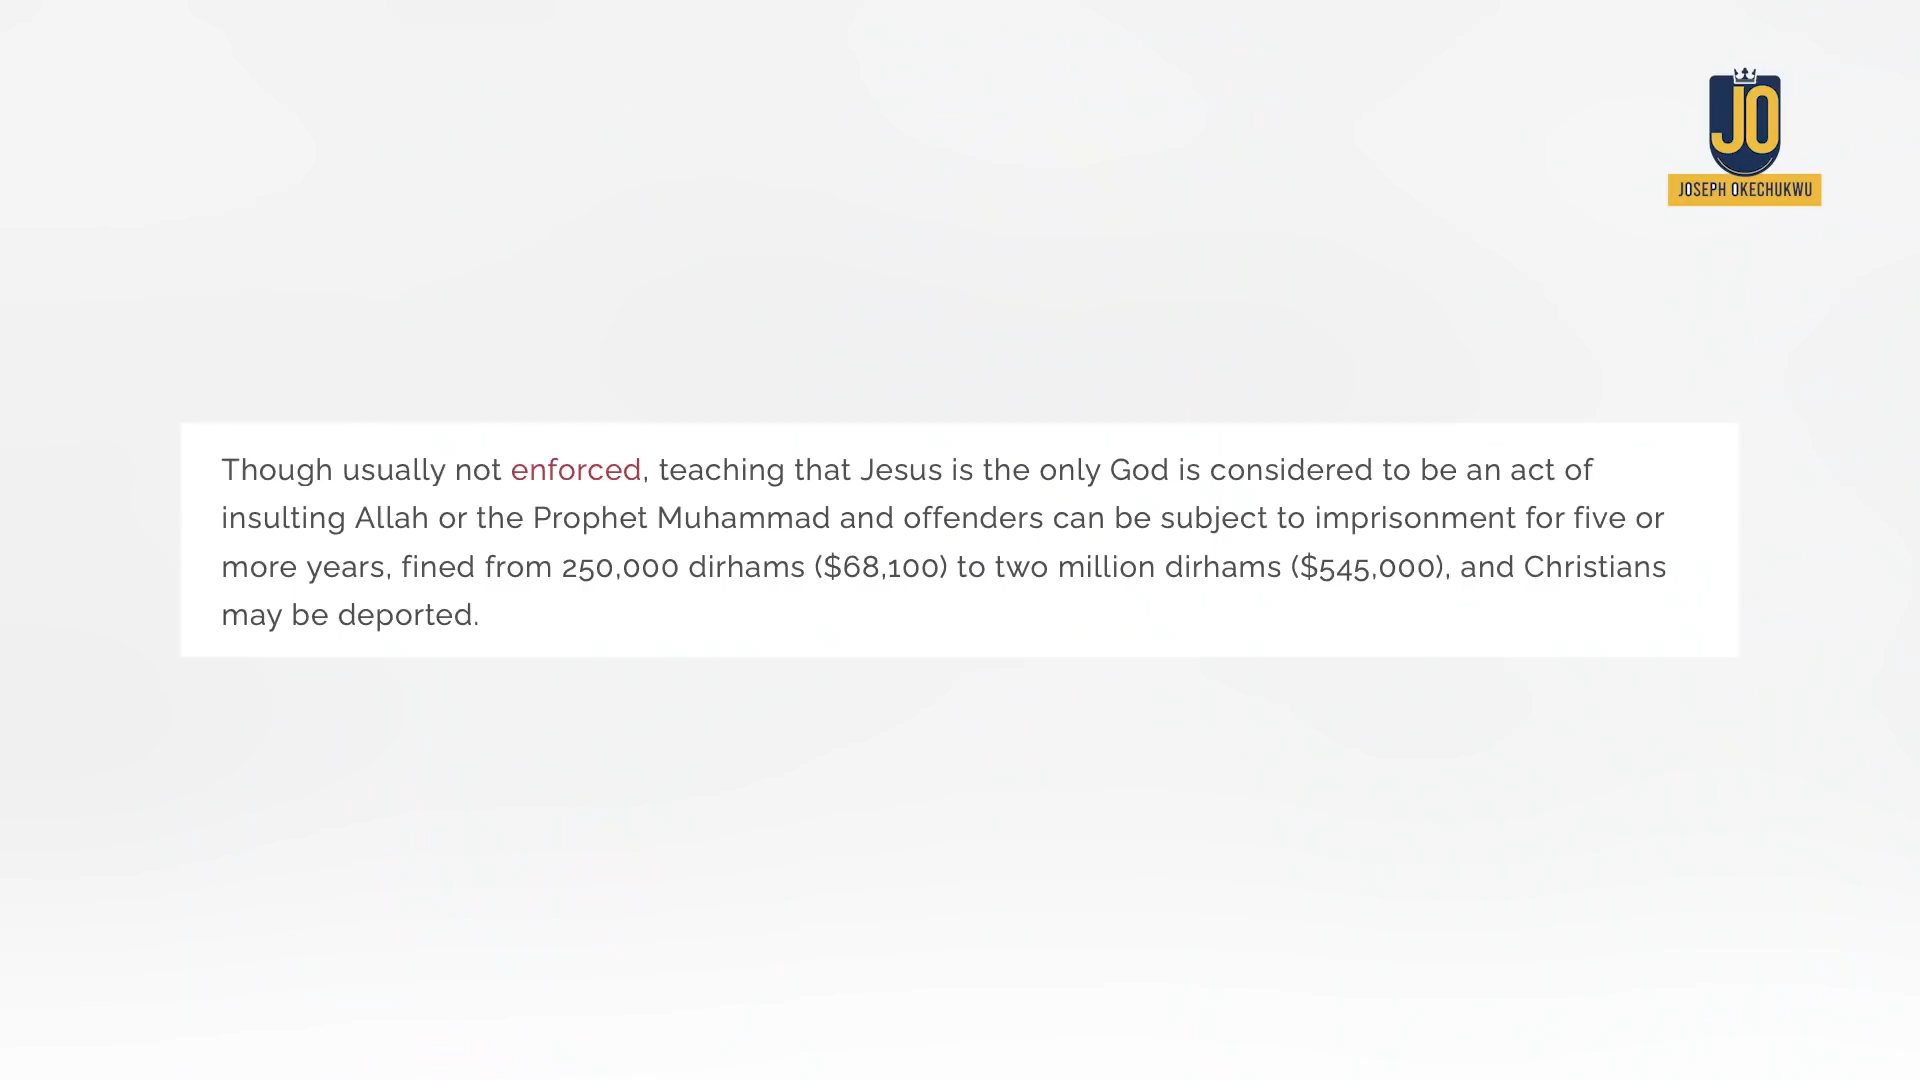 JO
JOSEPH OKECHUKWU
Though usually not enforced, teaching that Jesus is the only God is considered to be an act of
insulting Allah or the Prophet Muhammad and offenders can be subject to imprisonment for five or
more years, fined from 250,000 dirhams ($68,100) to two million dirhams ($545,000), and Christians
may be deported.